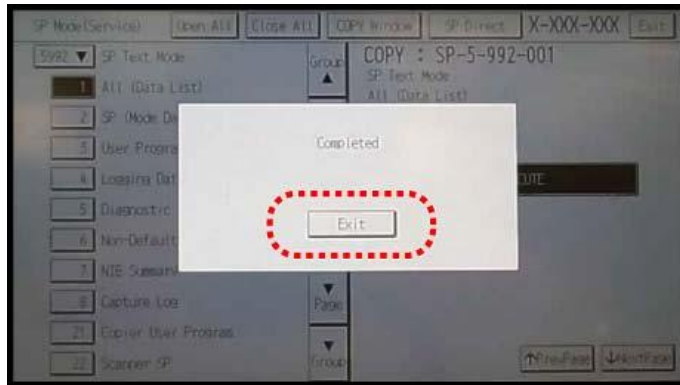 SP Mode(Service) Open All Close All COPY Window SP Direct X-XXX-XXX Exit
5992 ▼ SP Text Mode
Group
▲
COPY : SP-5-992-001
SP Text Mode
All (Data List)
1 All (Data List)
2 SP (Mode Da
3 User Progra
4 Logging Dat
5 Diagnostic
6 Non-Default
7 NIB Summary
8 Capture Log
21 Copier User Program
22 Scanner SP
Completed
Exit
CUTE
▼
Page
▼
Group
↑PrevPage ↓NextPage